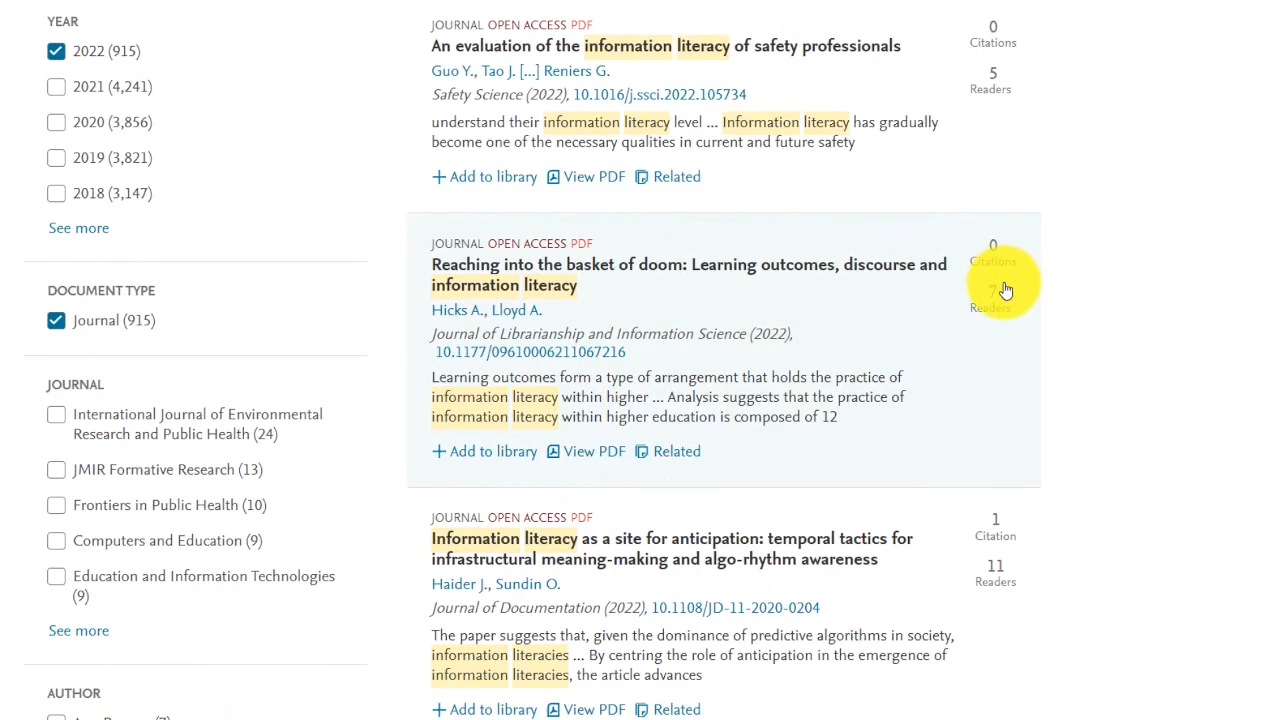 YEAR
2022 (915)
2021 (4,241)
2020 (3,856)
2019 (3,821)
2018 (3,147)
See more
DOCUMENT TYPE
Journal (915)
JOURNAL
International Journal of Environmental
Research and Public Health (24)
JMIR Formative Research (13)
Frontiers in Public Health (10)
Computers and Education (9)
Education and Information Technologies
(9)
See more
AUTHOR
JOURNAL OPEN ACCESS PDF
An evaluation of the information literacy of safety professionals
Guo Y., Tao J. [...] Reniers G.
Safety Science (2022), 10.1016/j.ssci.2022.105734
understand their information literacy level ... Information literacy has gradually
become one of the necessary qualities in current and future safety
+ Add to library View PDF Related
0
Citations
5
Readers
JOURNAL OPEN ACCESS PDF
Reaching into the basket of doom: Learning outcomes, discourse and
information literacy
Hicks A., Lloyd A.
Journal of Librarianship and Information Science (2022),
10.1177/09610006211067216
Learning outcomes form a type of arrangement that holds the practice of
information literacy within higher ... Analysis suggests that the practice of
information literacy within higher education is composed of 12
+ Add to library View PDF Related
0
Citations
7
Readers
JOURNAL OPEN ACCESS PDF
Information literacy as a site for anticipation: temporal tactics for
infrastructural meaning-making and algo-rhythm awareness
Haider J., Sundin O.
Journal of Documentation (2022), 10.1108/JD-11-2020-0204
The paper suggests that, given the dominance of predictive algorithms in society,
information literacies ... By centring the role of anticipation in the emergence of
information literacies, the article advances
+ Add to library View PDF Related
1
Citation
11
Readers